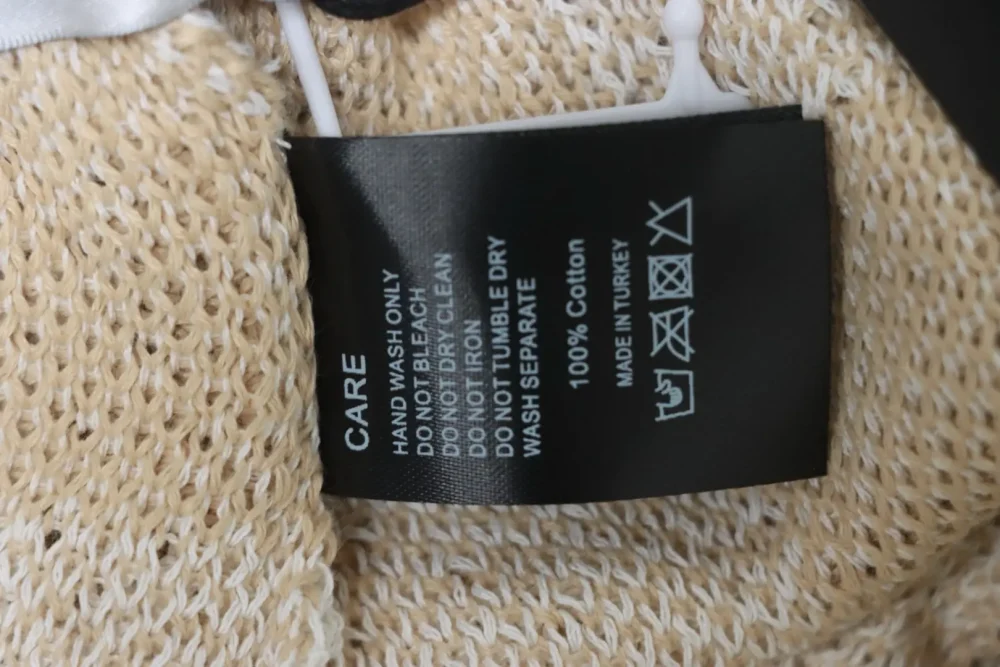 CARE
HAND WASH ONLY
DO NOT BLEACH
DO NOT DRY CLEAN
DO NOT IRON
DO NOT TUMBLE DRY
WASH SEPARATE
100% Cotton
MADE IN TURKEY